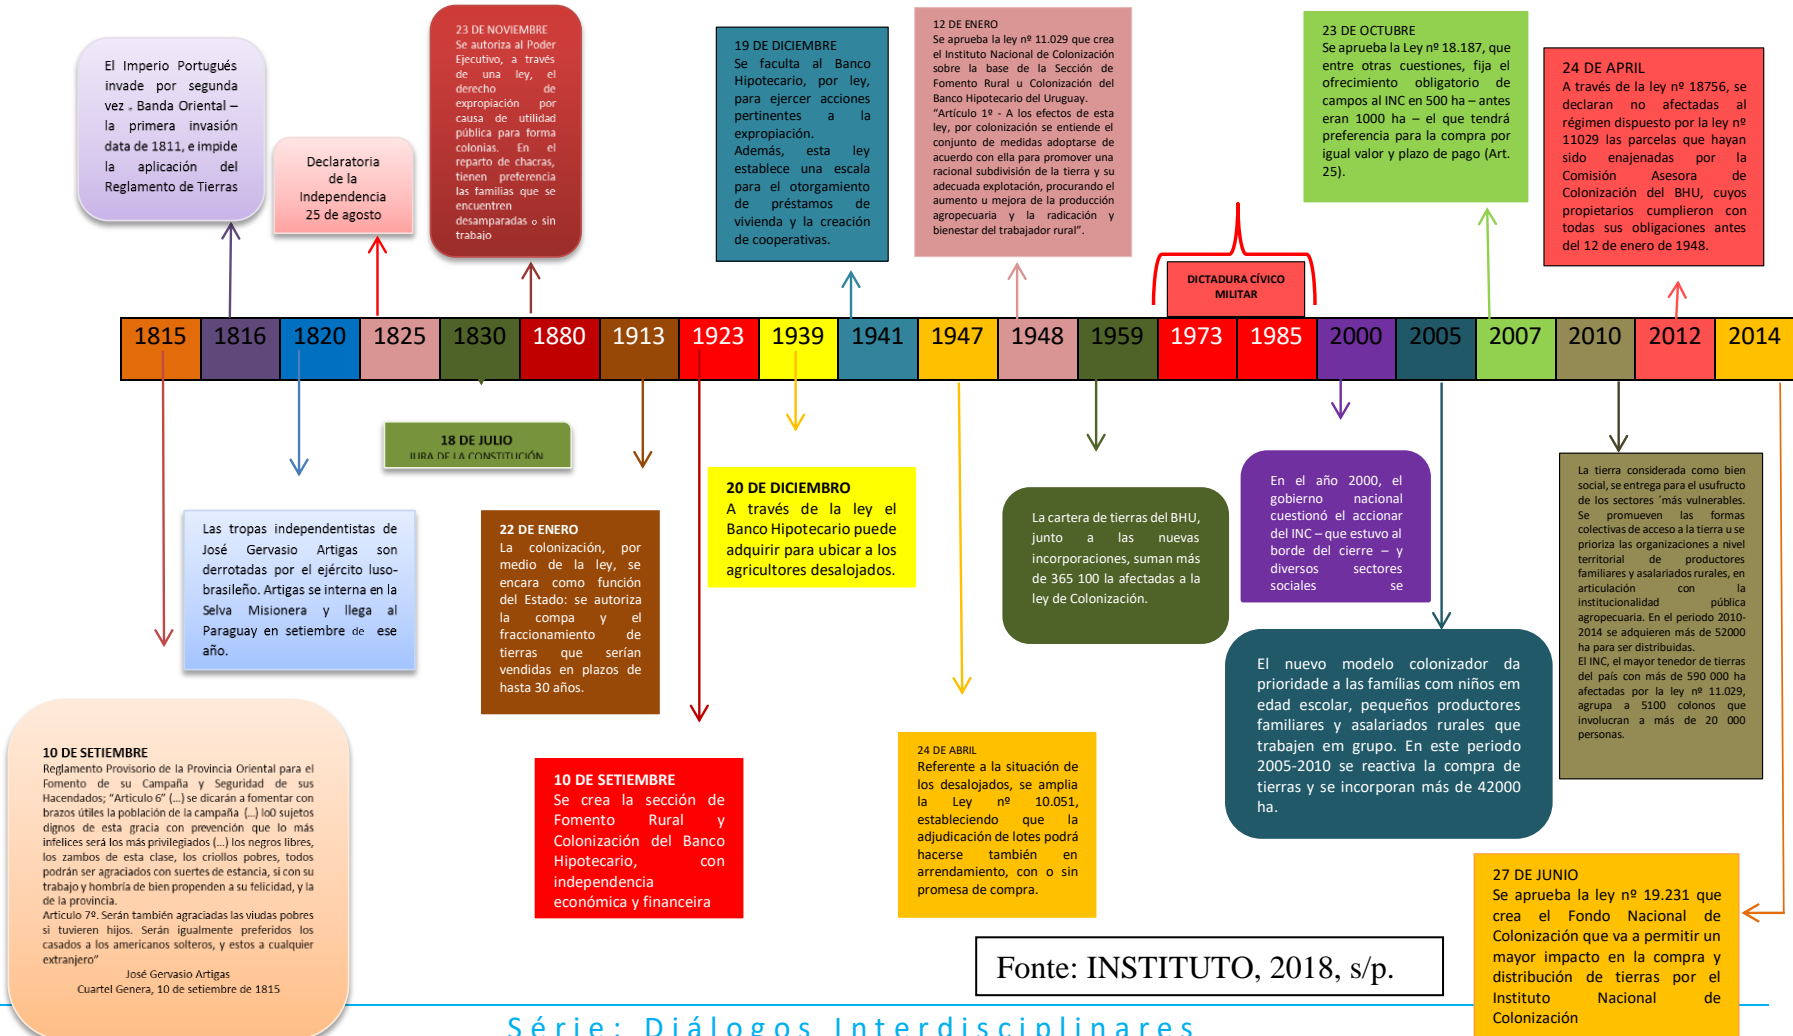 El Imperio Portugués
invade por segunda
vez Banda Oriental –
la primera invasión
data de 1811, e impide
la aplicación del
Reglamento de Tierras
Declaratoria
de la
Independencia
25 de agosto
23 DE NOVIEMBRE
Se autoriza al Poder
Ejecutivo, a través
de una ley, el
derecho de
expropiación por
causa de utilidad
pública para forma
colonias. En el
reparto de chacras,
tienen preferencia
las familias que se
encuentren
desamparadas o sin
trabajo
19 DE DICIEMBRE
Se faculta al Banco
Hipotecario, por ley,
para ejercer acciones
pertinentes a la
expropiación.
Además, esta ley
establece una escala
para el otorgamiento
de préstamos de
vivienda y la creación
de cooperativas.
12 DE ENERO
Se aprueba la ley nº 11.029 que crea
el Instituto Nacional de Colonización
sobre la base de la Sección de
Fomento Rural u Colonización del
Banco Hipotecario del Uruguay.
“Artículo 1º - A los efectos de esta
ley, por colonización se entiende el
conjunto de medidas adoptarse de
acuerdo con ella para promover una
racional subdivisión de la tierra y su
adecuada explotación, procurando el
aumento u mejora de la producción
agropecuaria y la radicación y
bienestar del trabajador rural”.
DICTADURA CÍVICO
MILITAR
23 DE OCTUBRE
Se aprueba la Ley nº 18.187, que
entre otras cuestiones, fija el
ofrecimiento obligatorio de
campos al INC en 500 ha – antes
eran 1000 ha – el que tendrá
preferencia para la compra por
igual valor y plazo de pago (Art.
25).
24 DE APRIL
A través de la ley nº 18756, se
declaran no afectadas al
régimen dispuesto por la ley nº
11029 las parcelas que hayan
sido enajenadas por la
Comisión Asesora de
Colonización del BHU, cuyos
propietarios cumplieron con
todas sus obligaciones antes
del 12 de enero de 1948.
1815 1816 1820 1825 1830 1880 1913 1923 1939 1941 1947 1948 1959 1973 1985 2000 2005 2007 2010 2012 2014
10 DE SETIEMBRE
Reglamento Provisorio de la Provincia Oriental para el
Fomento de su Campaña y Seguridad de sus
Hacendados; “Articulo 6” (...) se dicarán a fomentar con
brazos útiles la población de la campaña (...) lo0 sujetos
dignos de esta gracia con prevención que lo más
infelices será los más privilegiados (...) los negros libres,
los zambos de esta clase, los criollos pobres, todos
podrán ser agraciados con suertes de estancia, si con su
trabajo y hombría de bien propenden a su felicidad, y la
de la provincia.
Articulo 7º. Serán también agraciadas las viudas pobres
si tuvieren hijos. Serán igualmente preferidos los
casados a los americanos solteros, y estos a cualquier
extranjero”
José Gervasio Artigas
Cuartel Genera, 10 de setiembre de 1815
Las tropas independentistas de
José Gervasio Artigas son
derrotadas por el ejército luso-
brasileño. Artigas se interna en la
Selva Misionera y llega al
Paraguay en setiembre de ese
año.
18 DE JULIO
JURA DE LA CONSTITUCIÓN
22 DE ENERO
La colonización, por
medio de la ley, se
encara como función
del Estado: se autoriza
la compa y el
fraccionamiento de
tierras que serían
vendidas en plazos de
hasta 30 años.
10 DE SETIEMBRE
Se crea la sección de
Fomento Rural y
Colonización del Banco
Hipotecario, con
independencia
económica y financeira
20 DE DICIEMBRO
A través de la ley el
Banco Hipotecario puede
adquirir para ubicar a los
agricultores desalojados.
24 DE ABRIL
Referente a la situación de
los desalojados, se amplia
la Ley nº 10.051,
estableciendo que la
adjudicación de lotes podrá
hacerse también en
arrendamiento, con o sin
promesa de compra.
La cartera de tierras del BHU,
junto a las nuevas
incorporaciones, suman más
de 365 100 la afectadas a la
ley de Colonización.
En el año 2000, el
gobierno nacional
cuestionó el accionar
del INC – que estuvo al
borde del cierre – y
diversos sectores
sociales se
El nuevo modelo colonizador da
prioridade a las famílias com niños em
edad escolar, pequeños productores
familiares y asalariados rurales que
trabajen em grupo. En este periodo
2005-2010 se reactiva la compra de
tierras y se incorporan más de 42000
ha.
La tierra considerada como bien
social, se entrega para el usufructo
de los sectores ´más vulnerables.
Se promueven las formas
colectivas de acceso a la tierra u se
prioriza las organizaciones a nivel
territorial de productores
familiares y asalariados rurales, en
articulación con la
institucionalidad pública
agropecuaria. En el periodo 2010-
2014 se adquieren más de 52000
ha para ser distribuidas.
El INC, el mayor tenedor de tierras
del país con más de 590 000 ha
afectadas por la ley nº 11.029,
agrupa a 5100 colonos que
involucran a más de 20 000
personas.
27 DE JUNIO
Se aprueba la ley nº 19.231 que
crea el Fondo Nacional de
Colonización que va a permitir un
mayor impacto en la compra y
distribución de tierras por el
Instituto Nacional de
Colonización
Fonte: INSTITUTO, 2018, s/p.
Série: Diálogos Interdisciplinares